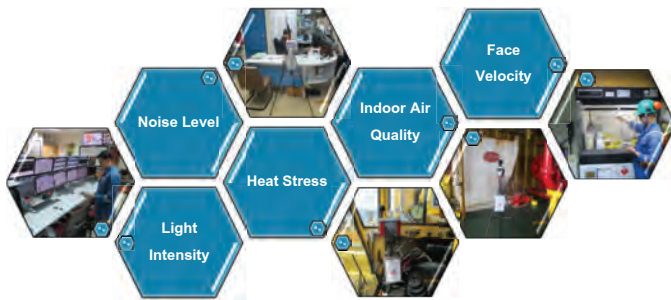 Noise Level
Light
Intensity
Heat Stress
Indoor Air
Quality
Face
Velocity